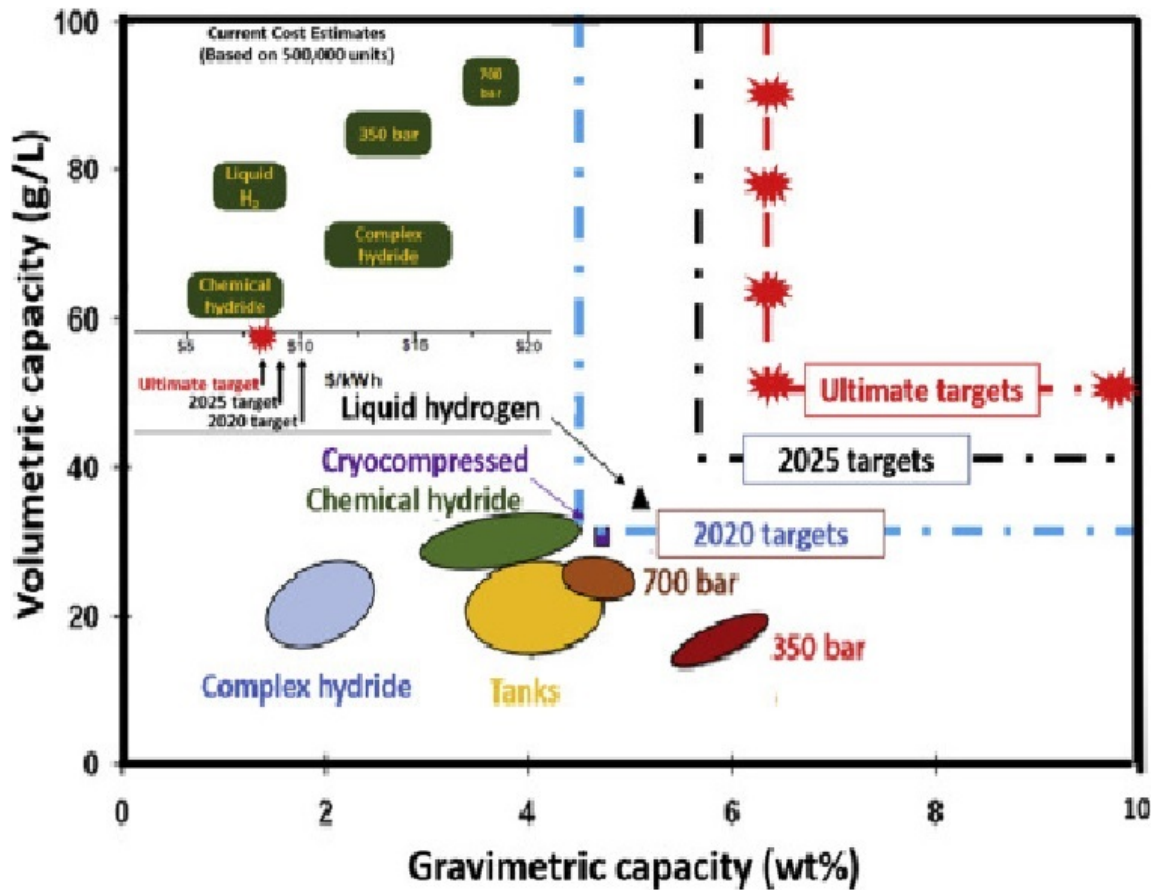 100
80
60
40
20
0
0 2 4 6 8 10
Volumetric capacity (g/L)
Gravimetric capacity (wt%)
Current Cost Estimates
(Based on 500,000 units)
700
bar
350 bar
Liquid
H₂
Complex
hydride
Chemical
hydride
$5 $10 $15 $20
$/kWh
Ultimate target
2025 target
2020 target
Liquid hydrogen
Cryocompressed
Chemical hydride
Ultimate targets
2025 targets
2020 targets
700 bar
350 bar
Complex hydride
Tanks